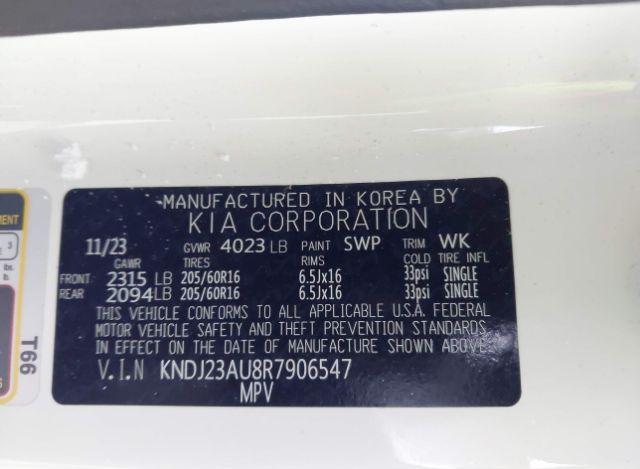 MANUFACTURED IN KOREA BY
KIA CORPORATION
11/23 GVWR 4023 LB PAINT SWP TRIM WK
GAWR TIRES RIMS COLD TIRE INFL
FRONT 2315 LB 205/60R16 6.5Jx16 33psi SINGLE
REAR 2094 LB 205/60R16 6.5Jx16 33psi SINGLE
THIS VEHICLE CONFORMS TO ALL APPLICABLE U.S.A. FEDERAL
MOTOR VEHICLE SAFETY AND THEFT PREVENTION STANDARDS
IN EFFECT ON THE DATE OF MANUFACTURE SHOWN ABOVE.
V.I.N KNDJ23AU8R7906547
MPV
3
lbs.
lb.
T66